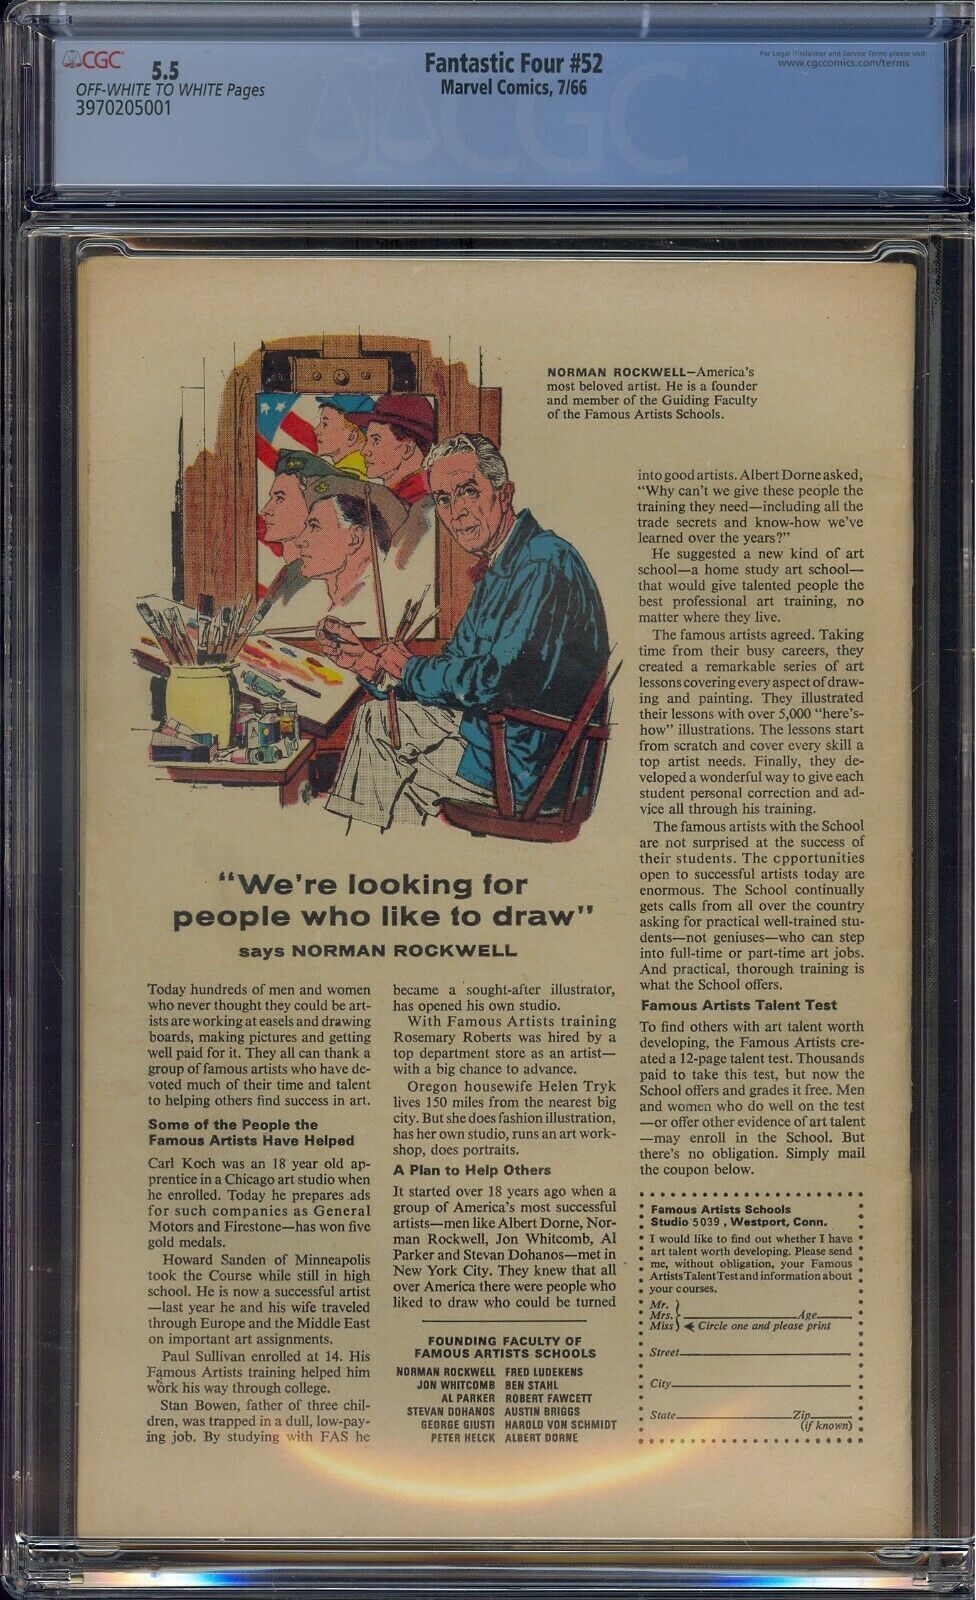 CGC
5.5
OFF-WHITE TO WHITE Pages
3970205001
Fantastic Four #52
Marvel Comics, 7/66
For Legal Disclaimer and Service Terms please visit:
www.cgccomics.com/terms
CGC
NORMAN ROCKWELL—America's
most beloved artist. He is a founder
and member of the Guiding Faculty
of the Famous Artists Schools.
"We're looking for
people who like to draw"
says NORMAN ROCKWELL
Today hundreds of men and women
who never thought they could be art-
ists are working at easels and drawing
boards, making pictures and getting
well paid for it. They all can thank a
group of famous artists who have de-
voted much of their time and talent
to helping others find success in art.
Some of the People the
Famous Artists Have Helped
Carl Koch was an 18 year old ap-
prentice in a Chicago art studio when
he enrolled. Today he prepares ads
for such companies as General
Motors and Firestone—has won five
gold medals.
Howard Sanden of Minneapolis
took the Course while still in high
school. He is now a successful artist
—last year he and his wife traveled
through Europe and the Middle East
on important art assignments.
Paul Sullivan enrolled at 14. His
Famous Artists training helped him
work his way through college.
Stan Bowen, father of three chil-
dren, was trapped in a dull, low-pay-
ing job. By studying with FAS he
became a sought-after illustrator,
has opened his own studio.
With Famous Artists training
Rosemary Roberts was hired by a
top department store as an artist—
with a big chance to advance.
Oregon housewife Helen Tryk
lives 150 miles from the nearest big
city. But she does fashion illustration,
has her own studio, runs an art work-
shop, does portraits.
A Plan to Help Others
It started over 18 years ago when a
group of America's most successful
artists—men like Albert Dorne, Nor-
man Rockwell, Jon Whitcomb, Al
Parker and Stevan Dohanos—met in
New York City. They knew that all
over America there were people who
liked to draw who could be turned
FOUNDING FACULTY OF
FAMOUS ARTISTS SCHOOLS
NORMAN ROCKWELL FRED LUDEKENS
JON WHITCOMB BEN STAHL
AL PARKER ROBERT FAWCETT
STEVAN DOHANOS AUSTIN BRIGGS
GEORGE GIUSTI HAROLD VON SCHMIDT
PETER HELCK ALBERT DORNE
into good artists. Albert Dorne asked,
"Why can't we give these people the
training they need—including all the
trade secrets and know-how we've
learned over the years?"
He suggested a new kind of art
school—a home study art school—
that would give talented people the
best professional art training, no
matter where they live.
The famous artists agreed. Taking
time from their busy careers, they
created a remarkable series of art
lessons covering every aspect of draw-
ing and painting. They illustrated
their lessons with over 5,000 "here's-
how" illustrations. The lessons start
from scratch and cover every skill a
top artist needs. Finally, they de-
veloped a wonderful way to give each
student personal correction and ad-
vice all through his training.
The famous artists with the School
are not surprised at the success of
their students. The opportunities
open to successful artists today are
enormous. The School continually
gets calls from all over the country
asking for practical well-trained stu-
dents—not geniuses—who can step
into full-time or part-time art jobs.
And practical, thorough training is
what the School offers.
Famous Artists Talent Test
To find others with art talent worth
developing, the Famous Artists cre-
ated a 12-page talent test. Thousands
paid to take this test, but now the
School offers and grades it free. Men
and women who do well on the test
—or offer other evidence of art talent
—may enroll in the School. But
there's no obligation. Simply mail
the coupon below.
Famous Artists Schools
Studio 5039, Westport, Conn.
I would like to find out whether I have
art talent worth developing. Please send
me, without obligation, your Famous
Artists Talent Test and information about
your courses.
Mr.
Mrs. Age
Miss Circle one and please print
Street
City
State Zip
(if known)